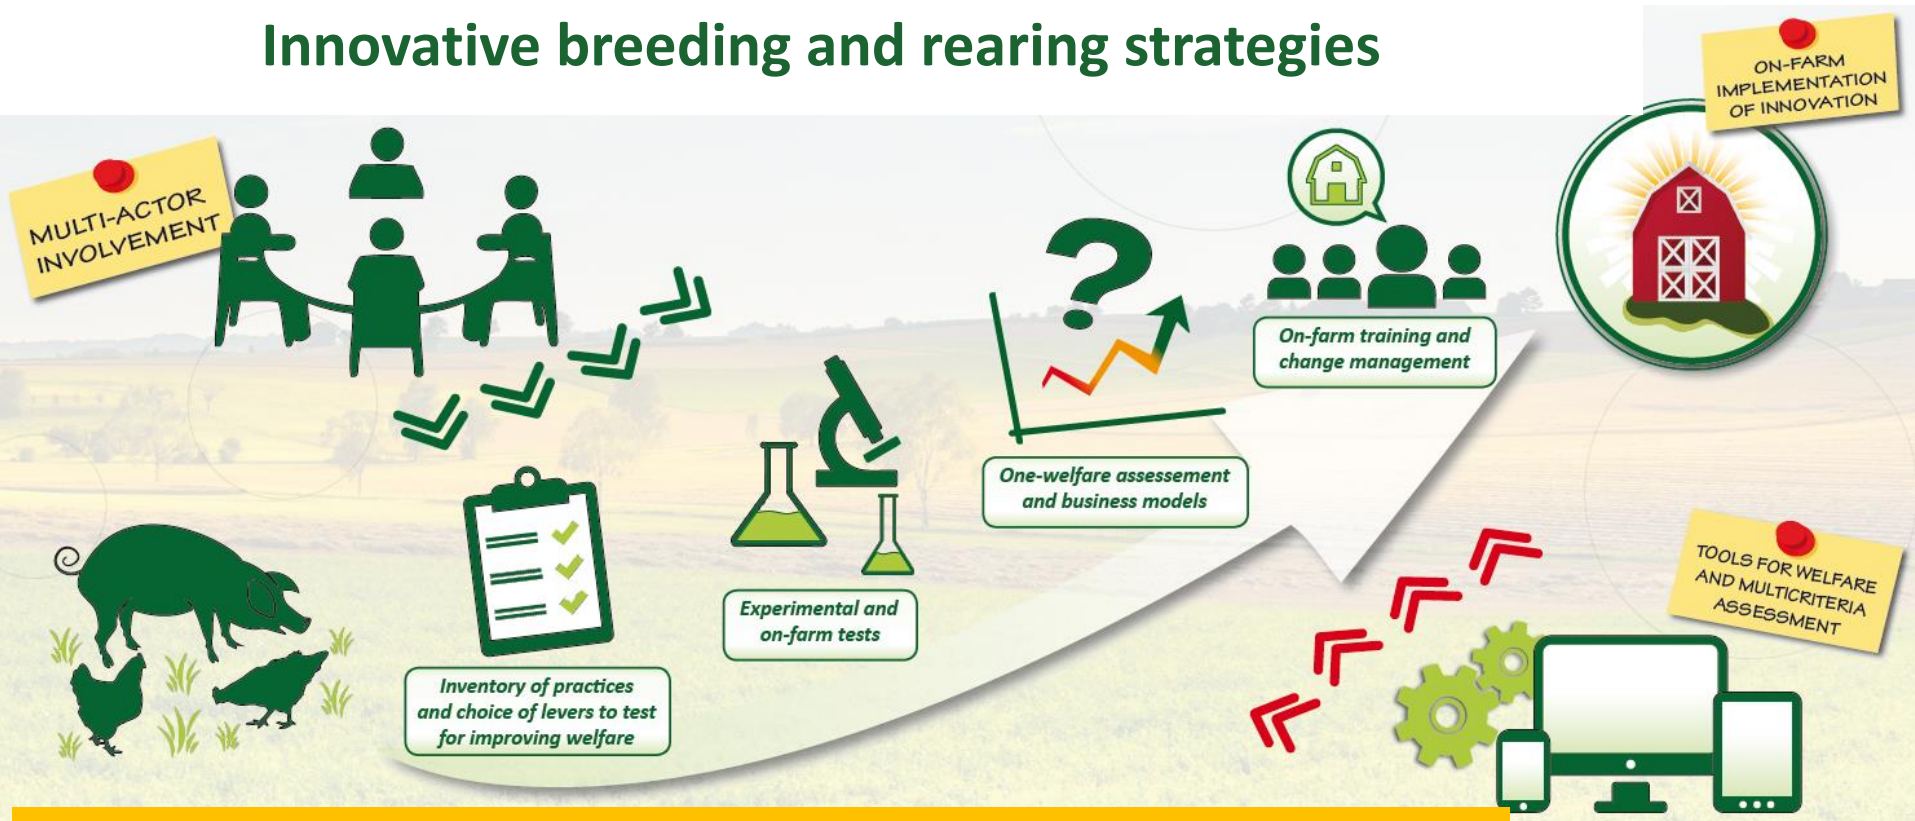 Innovative breeding and rearing strategies
ON-FARM
IMPLEMENTATION
OF INNOVATION
MULTI-ACTOR
INVOLVEMENT
On-farm training and
change management
One-welfare assessement
and business models
Experimental and
on-farm tests
Inventory of practices
and choice of levers to test
for improving welfare
TOOLS FOR WELFARE
AND MULTICRITERIA
ASSESSMENT